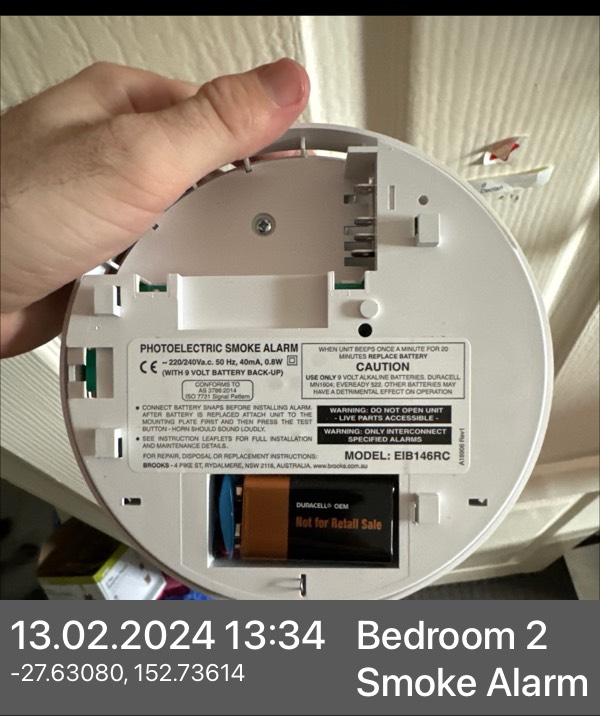 PHOTOELECTRIC SMOKE ALARM
CE ~ 220/240Va.c. 50 Hz, 40mA, 0.8W
(WITH 9 VOLT BATTERY BACK-UP)
CONFORMS TO
AS 3786:2014
ISO 7731 Signal Pattern
• CONNECT BATTERY SNAPS BEFORE INSTALLING ALARM.
AFTER BATTERY IS REPLACED ATTACH UNIT TO THE
MOUNTING PLATE FIRST AND THEN PRESS THE TEST
BUTTON - HORN SHOULD SOUND LOUDLY.
• SEE INSTRUCTION LEAFLETS FOR FULL INSTALLATION
AND MAINTENANCE DETAILS.
FOR REPAIR, DISPOSAL OR REPLACEMENT INSTRUCTIONS:
BROOKS - 4 PIKE ST, RYDALMERE, NSW 2116, AUSTRALIA. www.brooks.com.au
WHEN UNIT BEEPS ONCE A MINUTE FOR 20
MINUTES REPLACE BATTERY
CAUTION
USE ONLY 9 VOLT ALKALINE BATTERIES, DURACELL
MN1604; EVEREADY 522. OTHER BATTERIES MAY
HAVE A DETRIMENTAL EFFECT ON OPERATION
WARNING: DO NOT OPEN UNIT
- LIVE PARTS ACCESSIBLE -
WARNING: ONLY INTERCONNECT
SPECIFIED ALARMS
MODEL: EIB146RC
DURACELL® OEM
Not for Retail Sale
13.02.2024 13:34
-27.63080, 152.73614
Bedroom 2
Smoke Alarm